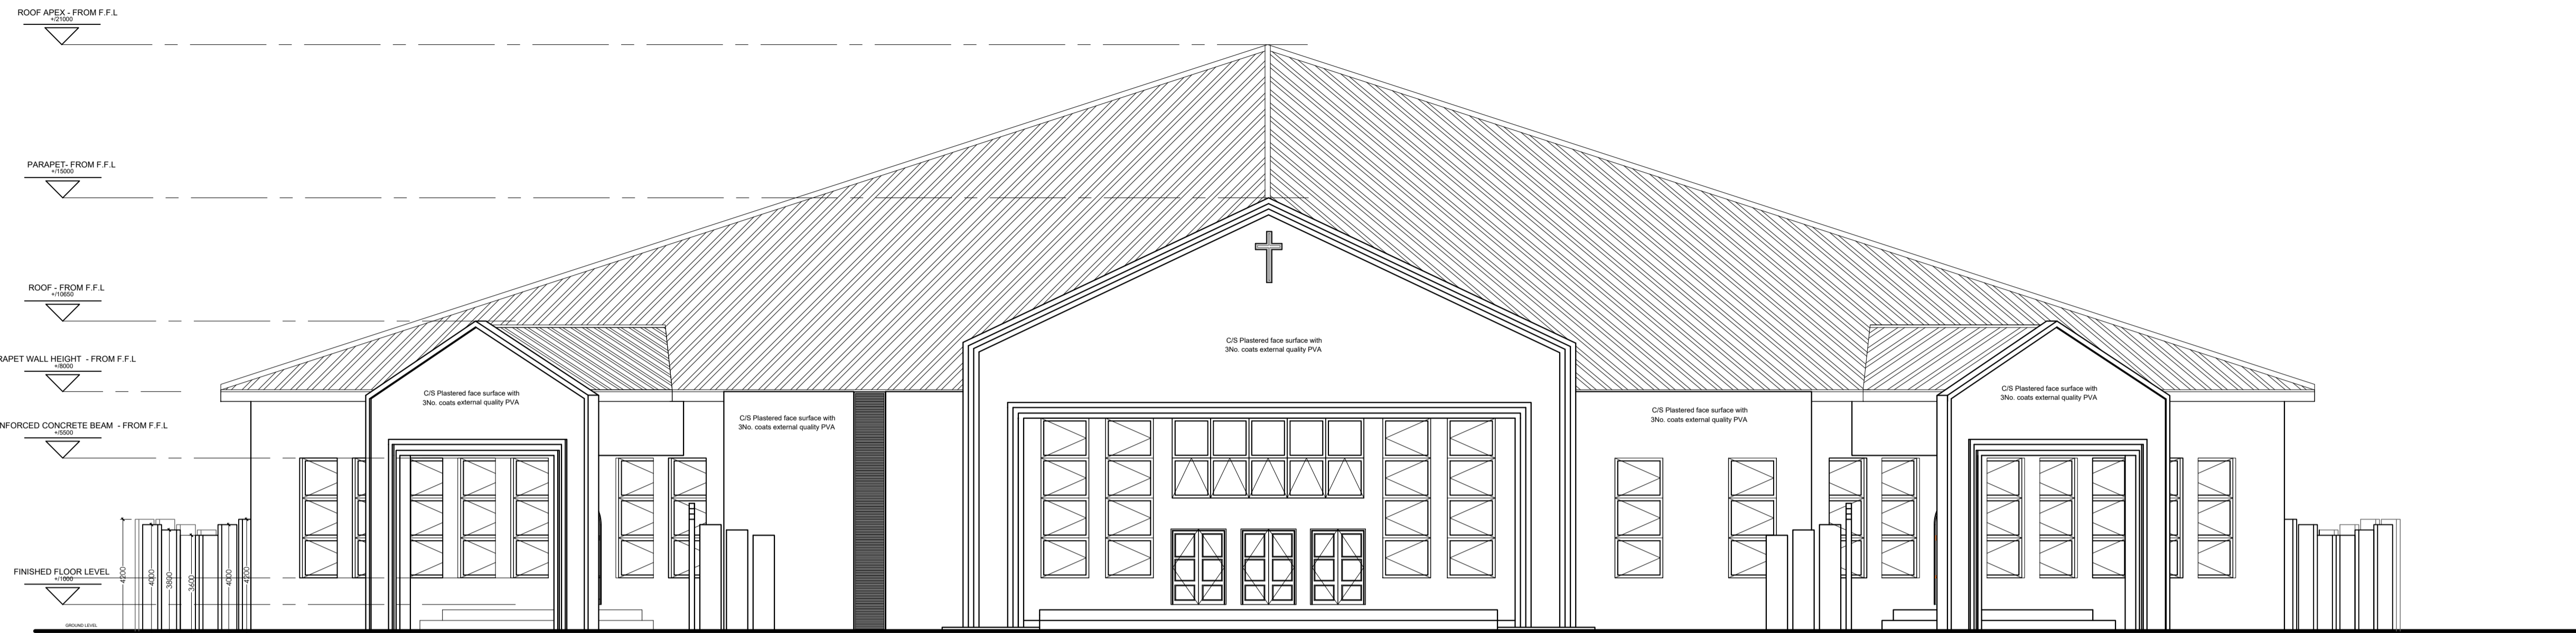 ROOF APEX - FROM F.F.L
+/21000
PARAPET- FROM F.F.L
+/15000
ROOF - FROM F.F.L
+/10650
RAPET WALL HEIGHT - FROM F.F.L
+/8000
NFORCED CONCRETE BEAM - FROM F.F.L
+/5500
FINISHED FLOOR LEVEL
+/1000
GROUND LEVEL
4200
4000
3800
3600
4000
4200
C/S Plastered face surface with
3No. coats external quality PVA
C/S Plastered face surface with
3No. coats external quality PVA
C/S Plastered face surface with
3No. coats external quality PVA
C/S Plastered face surface with
3No. coats external quality PVA
C/S Plastered face surface with
3No. coats external quality PVA